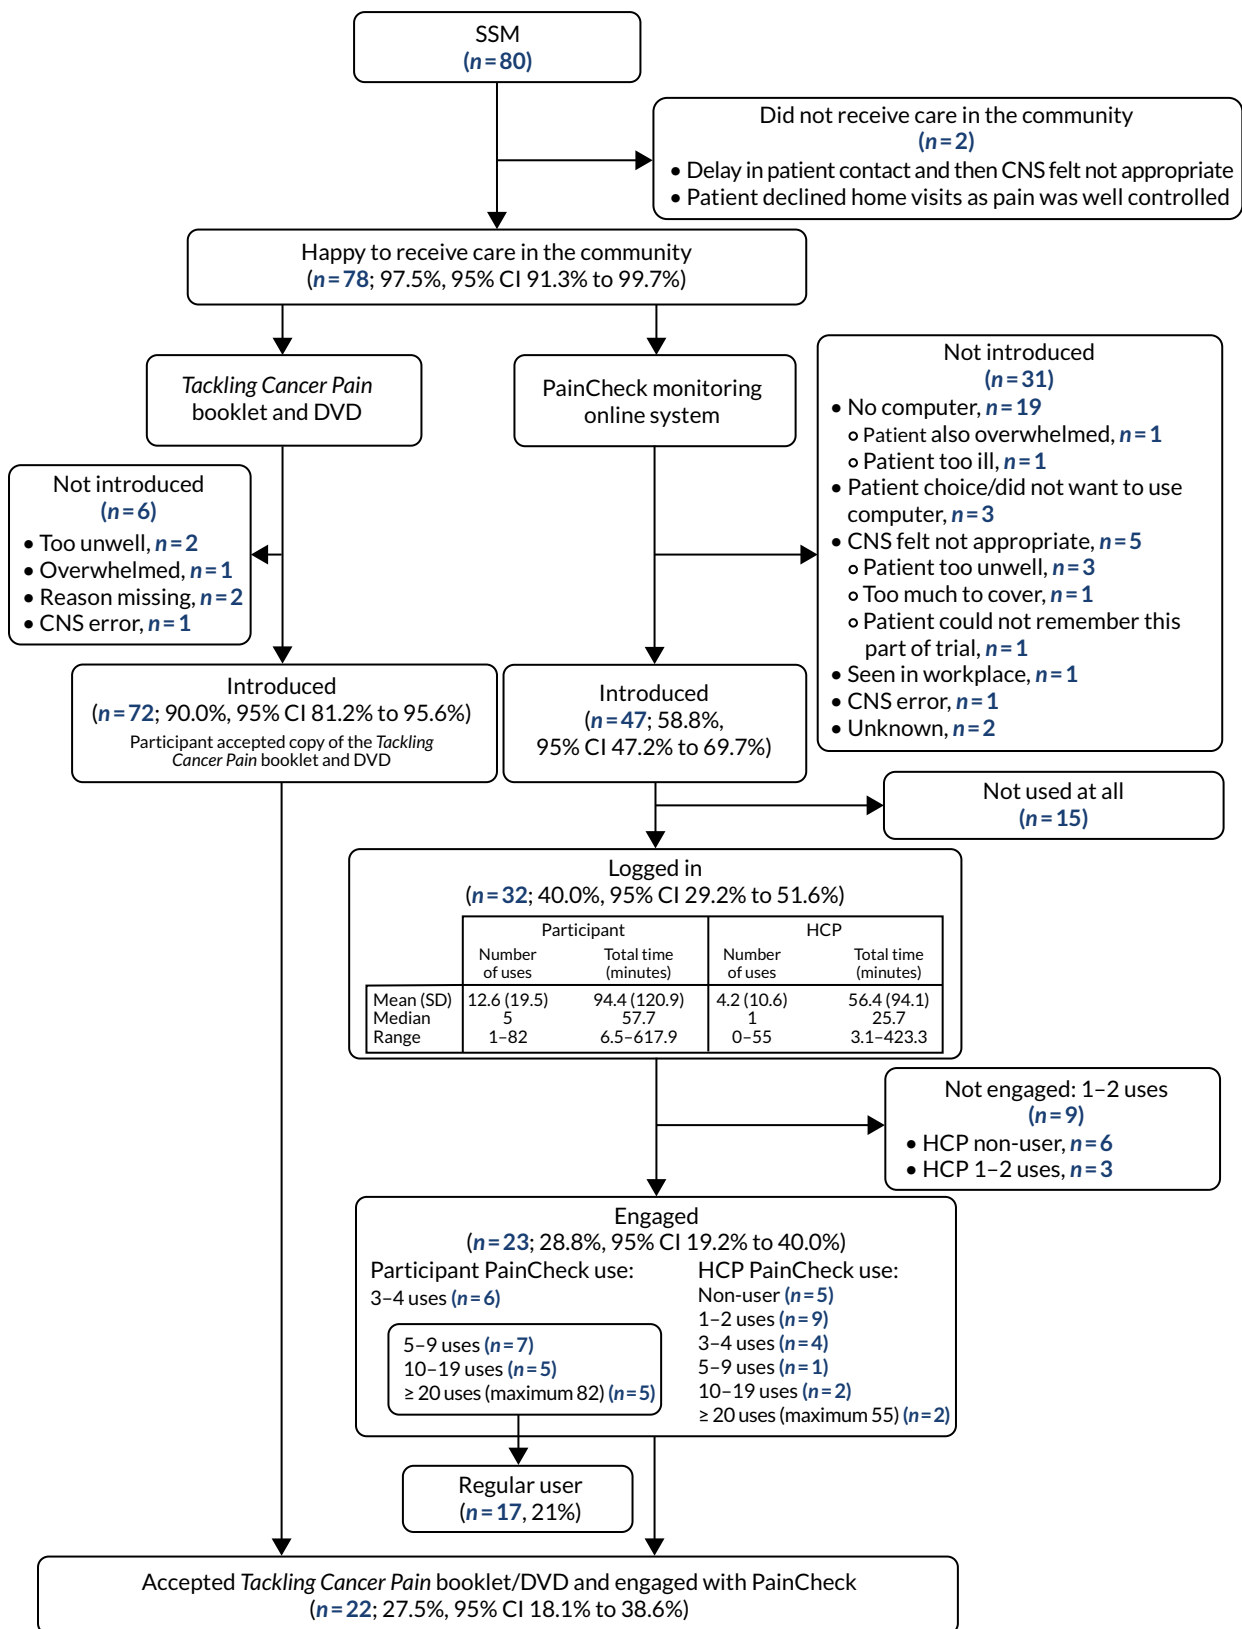 SSM
(n=80)
Did not receive care in the community
(n=2)
• Delay in patient contact and then CNS felt not appropriate
• Patient declined home visits as pain was well controlled
Happy to receive care in the community
(n=78; 97.5%, 95% CI 91.3% to 99.7%)
Tackling Cancer Pain
booklet and DVD
PainCheck monitoring
online system
Not introduced
(n=31)
• No computer, n=19
∘ Patient also overwhelmed, n=1
∘ Patient too ill, n=1
• Patient choice/did not want to use
computer, n=3
• CNS felt not appropriate, n=5
∘ Patient too unwell, n=3
∘ Too much to cover, n=1
∘ Patient could not remember this
part of trial, n=1
• Seen in workplace, n=1
• CNS error, n=1
• Unknown, n=2
Not introduced
(n=6)
• Too unwell, n=2
• Overwhelmed, n=1
• Reason missing, n=2
• CNS error, n=1
Introduced
(n=72; 90.0%, 95% CI 81.2% to 95.6%)
Participant accepted copy of the Tackling
Cancer Pain booklet and DVD
Introduced
(n=47; 58.8%,
95% CI 47.2% to 69.7%)
Not used at all
(n=15)
Logged in
(n=32; 40.0%, 95% CI 29.2% to 51.6%)
Participant HCP
Number Total time Number Total time
of uses (minutes) of uses (minutes)
Mean (SD) 12.6 (19.5) 94.4 (120.9) 4.2 (10.6) 56.4 (94.1)
Median 5 57.7 1 25.7
Range 1–82 6.5–617.9 0–55 3.1–423.3
Not engaged: 1–2 uses
(n=9)
• HCP non-user, n=6
• HCP 1–2 uses, n=3
Engaged
(n=23; 28.8%, 95% CI 19.2% to 40.0%)
Participant PainCheck use:
3–4 uses (n=6)
5–9 uses (n=7)
10–19 uses (n=5)
≥ 20 uses (maximum 82) (n=5)
HCP PainCheck use:
Non-user (n=5)
1–2 uses (n=9)
3–4 uses (n=4)
5–9 uses (n=1)
10–19 uses (n=2)
≥ 20 uses (maximum 55) (n=2)
Regular user
(n=17, 21%)
Accepted Tackling Cancer Pain booklet/DVD and engaged with PainCheck
(n=22; 27.5%, 95% CI 18.1% to 38.6%)